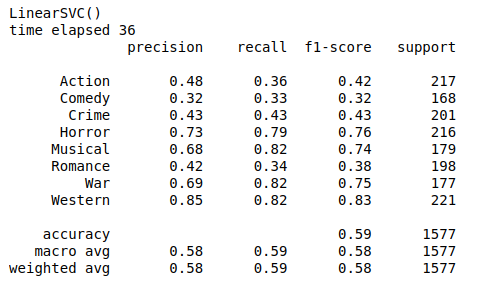 LinearSVC()
time elapsed 36
precision recall f1-score support
Action 0.48 0.36 0.42 217
Comedy 0.32 0.33 0.32 168
Crime 0.43 0.43 0.43 201
Horror 0.73 0.79 0.76 216
Musical 0.68 0.82 0.74 179
Romance 0.42 0.34 0.38 198
War 0.69 0.82 0.75 177
Western 0.85 0.82 0.83 221
accuracy 0.59 1577
macro avg 0.58 0.59 0.58 1577
weighted avg 0.58 0.59 0.58 1577